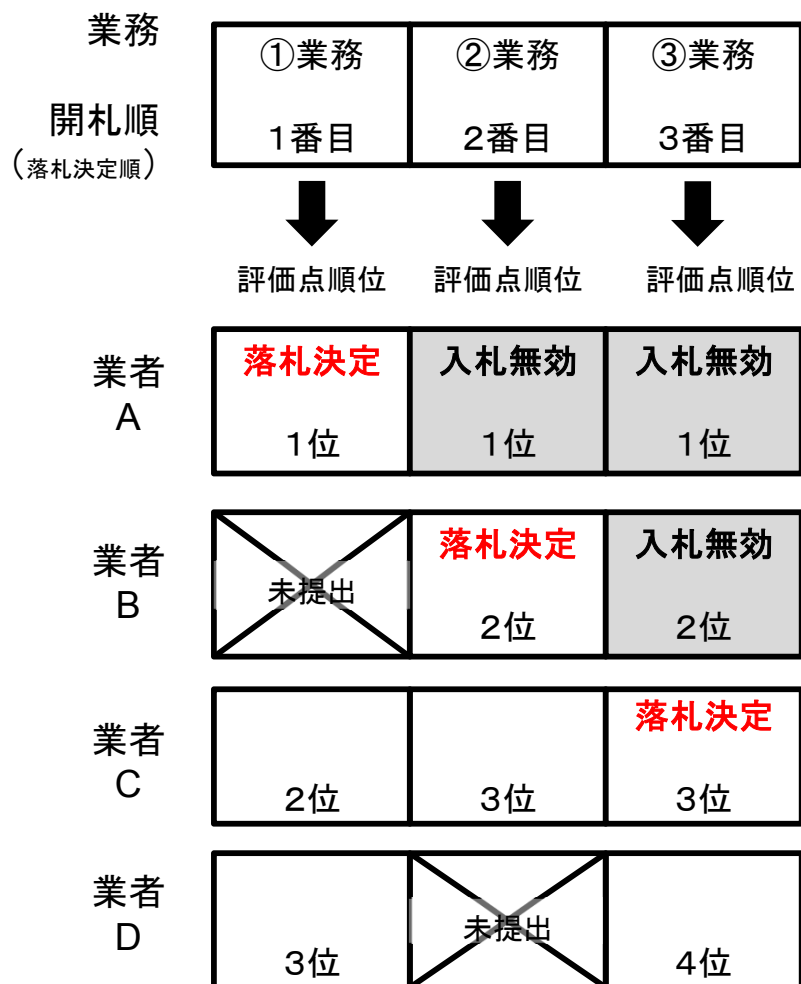 業務
①業務 ②業務 ③業務
開札順
1番目 2番目 3番目
(落札決定順)
評価点順位 評価点順位 評価点順位
業者
A
落札決定 入札無効 入札無効
1位 1位 1位
業者
B
未提出
落札決定 入札無効
2位 2位
業者
C
落札決定
2位 3位 3位
業者
D
未提出
3位 4位